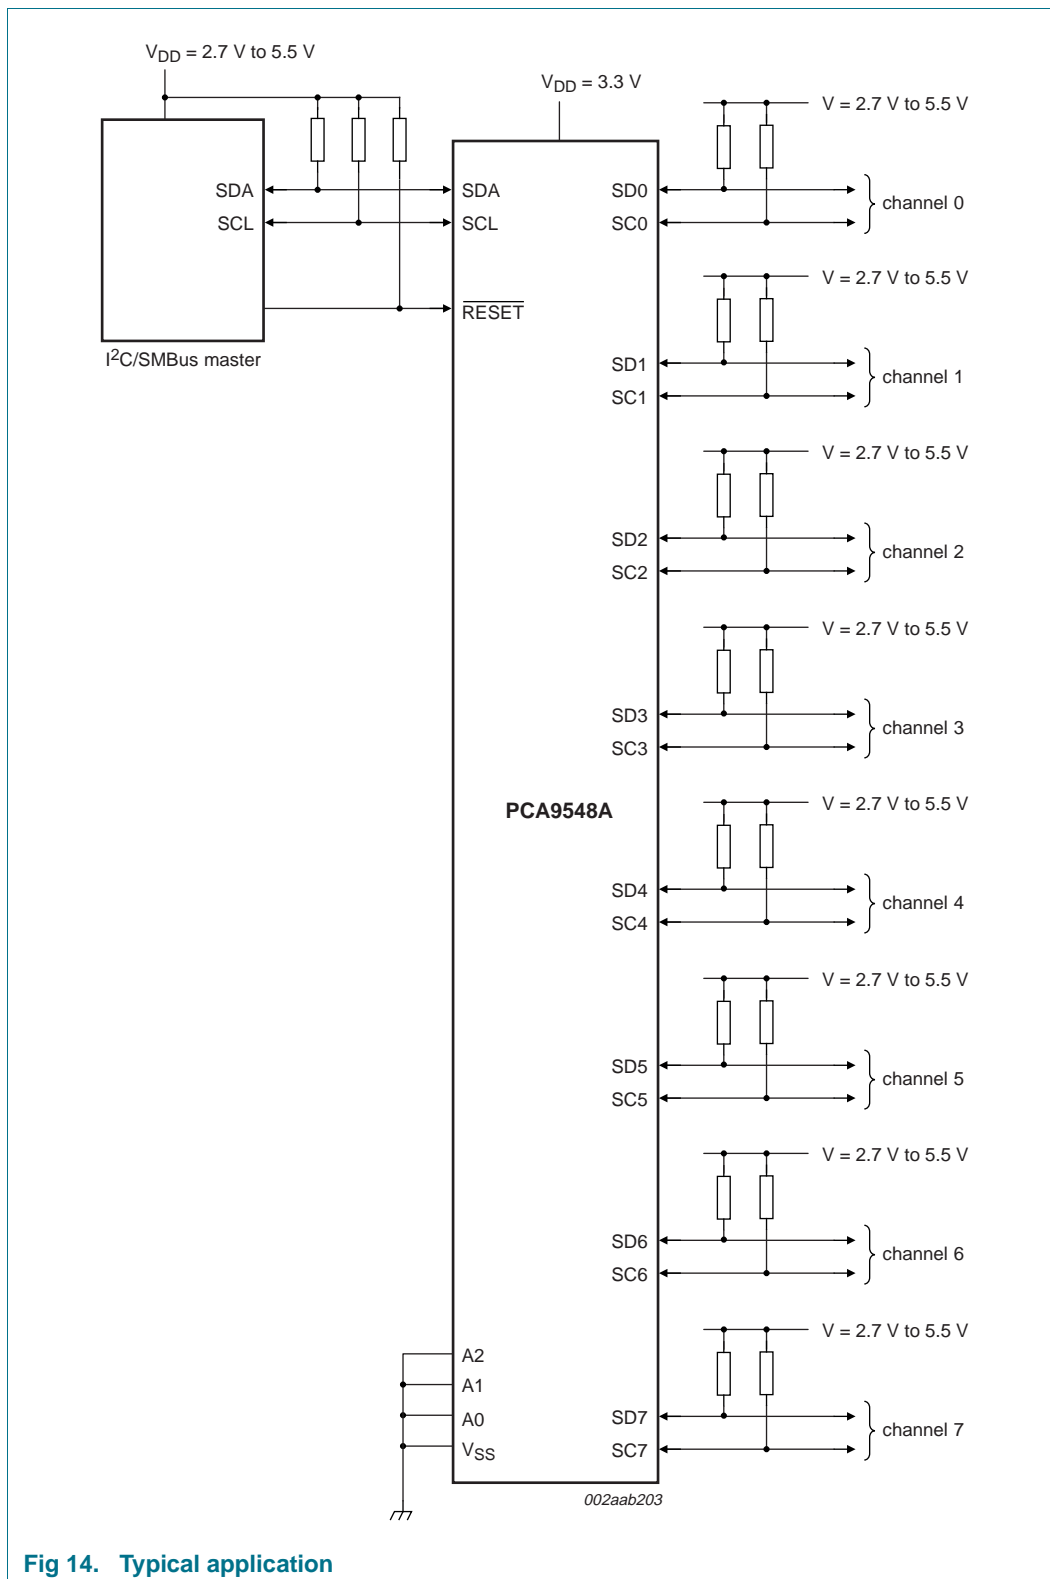 VDD = 2.7 V to 5.5 V
VDD = 3.3 V
V = 2.7 V to 5.5 V
SDA
SDA
SD0
channel 0
SCL
SCL
SC0
V = 2.7 V to 5.5 V
RESET
I2C/SMBus master
SD1
channel 1
SC1
V = 2.7 V to 5.5 V
SD2
channel 2
SC2
V = 2.7 V to 5.5 V
SD3
channel 3
SC3
PCA9548A
V = 2.7 V to 5.5 V
SD4
channel 4
SC4
V = 2.7 V to 5.5 V
SD5
channel 5
SC5
V = 2.7 V to 5.5 V
SD6
channel 6
SC6
V = 2.7 V to 5.5 V
A2
A1
A0
SD7
channel 7
VSS
SC7
002aab203
Fig 14. Typical application